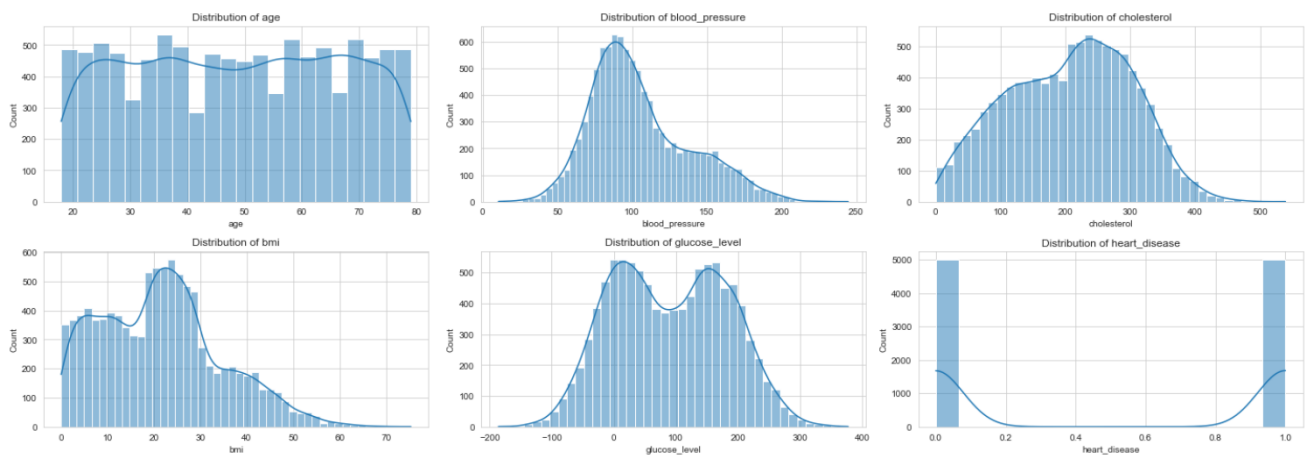 Distribution of age
Count
500
400
300
200
100
0
20 30 40 50 60 70 80
age
Distribution of blood_pressure
Count
600
500
400
300
200
100
0
0 50 100 150 200 250
blood_pressure
Distribution of cholesterol
Count
500
400
300
200
100
0
0 100 200 300 400 500
cholesterol
Distribution of bmi
Count
600
500
400
300
200
100
0
0 10 20 30 40 50 60 70
bmi
Distribution of glucose_level
Count
500
400
300
200
100
0
−200 −100 0 100 200 300 400
glucose_level
Distribution of heart_disease
Count
5000
4000
3000
2000
1000
0
0.0 0.2 0.4 0.6 0.8 1.0
heart_disease